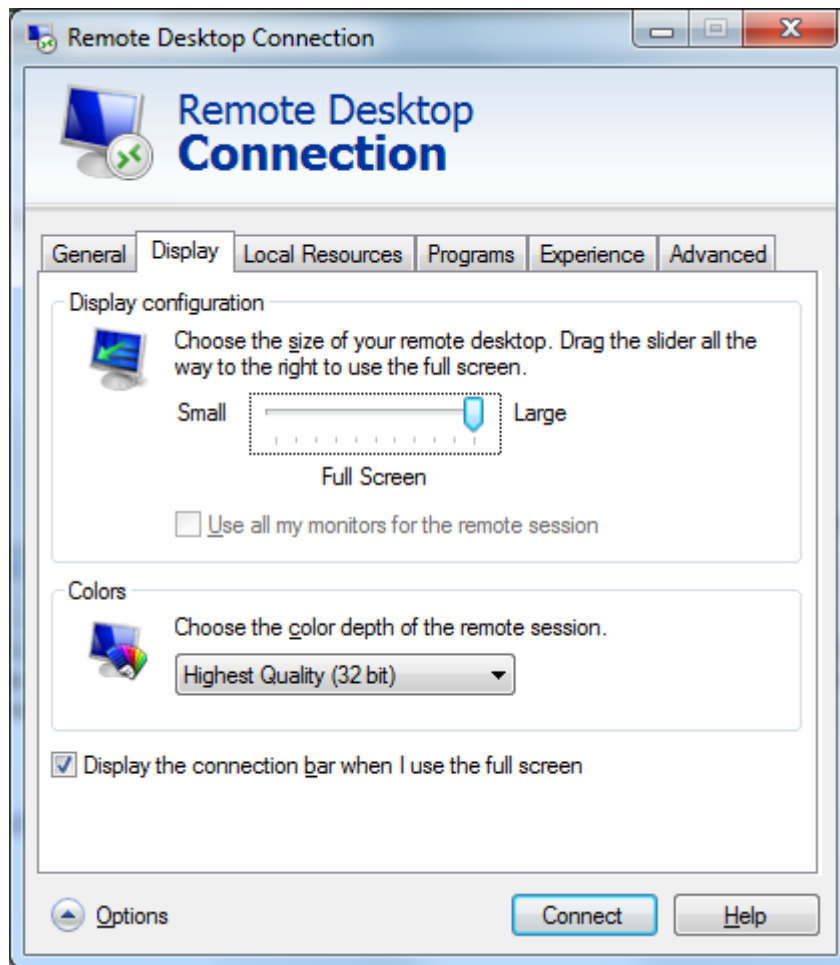 Remote Desktop Connection
Remote Desktop
Connection
General Display Local Resources Programs Experience Advanced
Display configuration
Choose the size of your remote desktop. Drag the slider all the
way to the right to use the full screen.
Small Large
Full Screen
Use all my monitors for the remote session
Colors
Choose the color depth of the remote session.
Highest Quality (32 bit)
Display the connection bar when I use the full screen
Options Connect Help